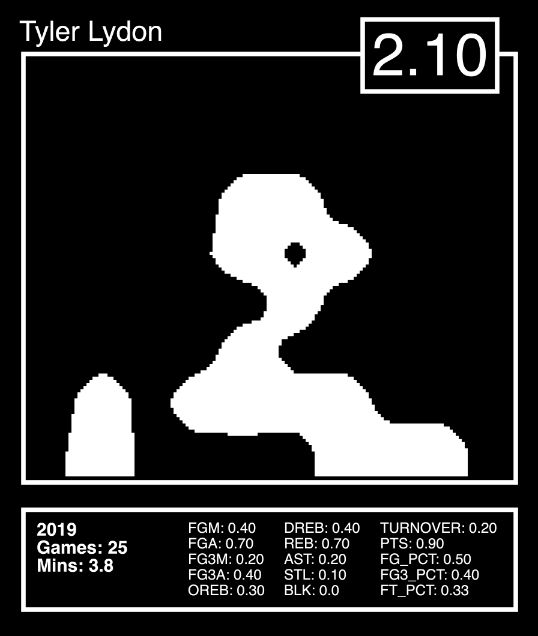 Tyler Lydon
2.10
2019
Games: 25
Mins: 3.8
FGM: 0.40
FGA: 0.70
FG3M: 0.20
FG3A: 0.40
OREB: 0.30
DREB: 0.40
REB: 0.70
AST: 0.20
STL: 0.10
BLK: 0.0
TURNOVER: 0.20
PTS: 0.90
FG_PCT: 0.50
FG3_PCT: 0.40
FT_PCT: 0.33